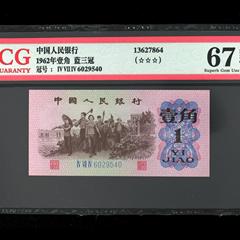 CG
GUARANTY
中国人民银行
1962年壹角 蓝三冠
冠号： IV VII IV 6029540
13627864
(☆☆☆)
67
Superb Gem Unc
中国人民银行
壹角
1
YI
JIAO
IV VII IV 6029540